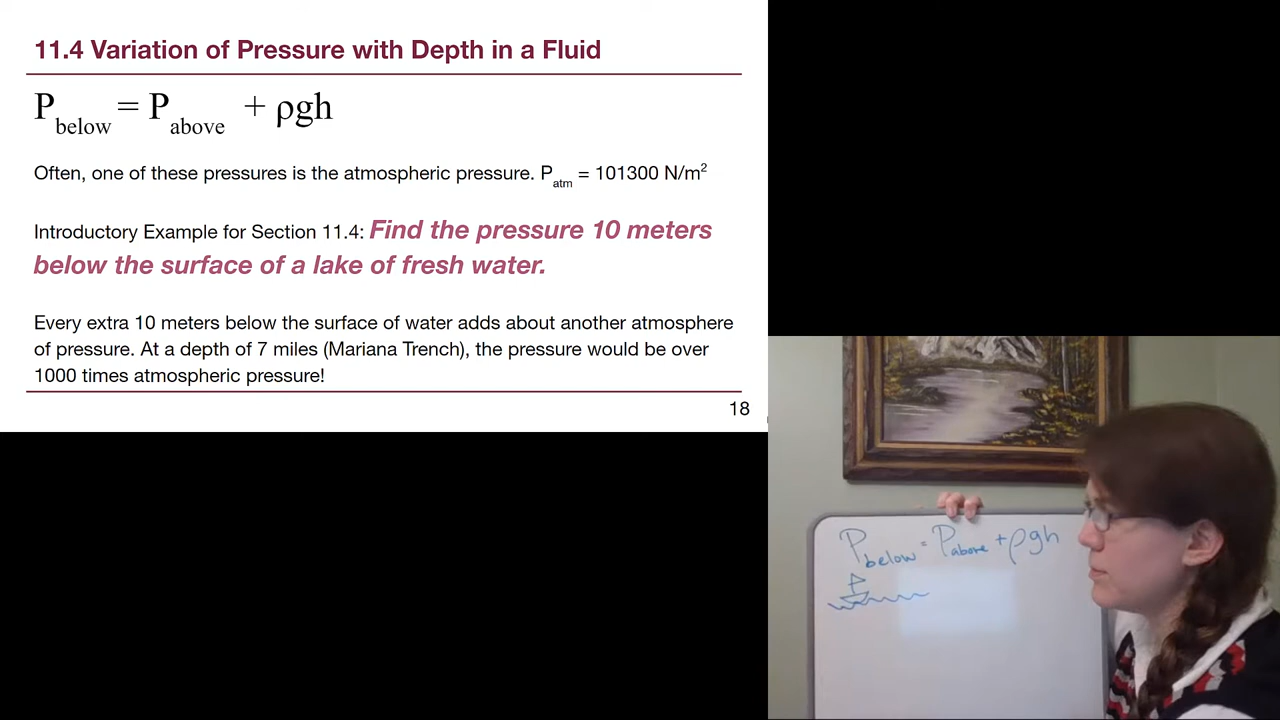 11.4 Variation of Pressure with Depth in a Fluid
P below = P above + ρgh
Often, one of these pressures is the atmospheric pressure. P atm = 101300 N/m²
Introductory Example for Section 11.4: Find the pressure 10 meters
below the surface of a lake of fresh water.
Every extra 10 meters below the surface of water adds about another atmosphere
of pressure. At a depth of 7 miles (Mariana Trench), the pressure would be over
1000 times atmospheric pressure!
18
P below = P above + ρgh